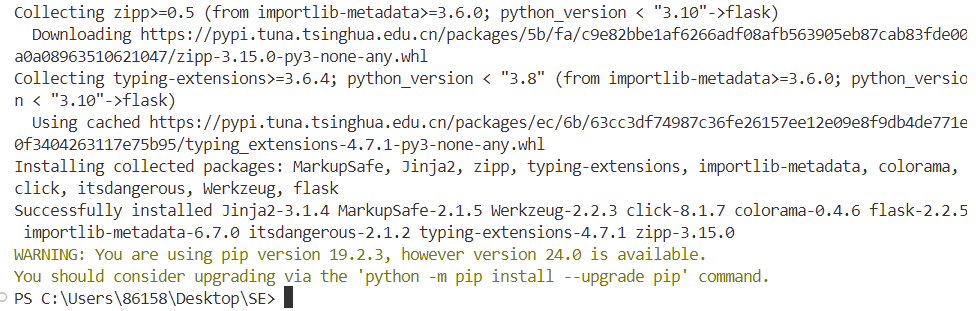 Collecting zipp>=0.5 (from importlib-metadata>=3.6.0; python_version < "3.10"->flask)
  Downloading https://pypi.tuna.tsinghua.edu.cn/packages/5b/fa/c9e82bbe1af6266adf08afb563905eb87cab83fde00
a0a08963510621047/zipp-3.15.0-py3-none-any.whl
Collecting typing-extensions>=3.6.4; python_version < "3.8" (from importlib-metadata>=3.6.0; python_versio
n < "3.10"->flask)
  Using cached https://pypi.tuna.tsinghua.edu.cn/packages/ec/6b/63cc3df74987c36fe26157ee12e09e8f9db4de771e
0f3404263117e75b95/typing_extensions-4.7.1-py3-none-any.whl
Installing collected packages: MarkupSafe, Jinja2, zipp, typing-extensions, importlib-metadata, colorama,
click, itsdangerous, Werkzeug, flask
Successfully installed Jinja2-3.1.4 MarkupSafe-2.1.5 Werkzeug-2.2.3 click-8.1.7 colorama-0.4.6 flask-2.2.5
 importlib-metadata-6.7.0 itsdangerous-2.1.2 typing-extensions-4.7.1 zipp-3.15.0
WARNING: You are using pip version 19.2.3, however version 24.0 is available.
You should consider upgrading via the 'python -m pip install --upgrade pip' command.
PS C:\Users\86158\Desktop\SE>